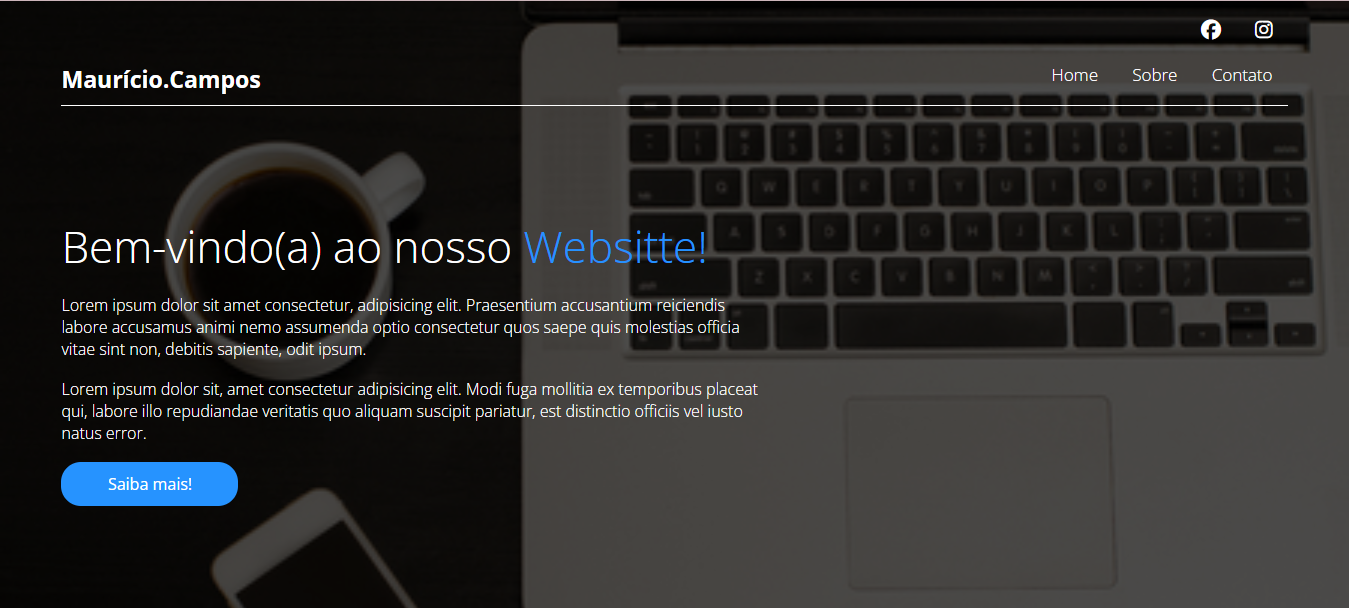 Maurício.Campos
Home Sobre Contato
Bem-vindo(a) ao nosso Websitte!
Lorem ipsum dolor sit amet consectetur, adipisicing elit. Praesentium accusantium reiciendis
labore accusamus animi nemo assumenda optio consectetur quos saepe quis molestias officia
vitae sint non, debitis sapiente, odit ipsum.
Lorem ipsum dolor sit, amet consectetur adipisicing elit. Modi fuga mollitia ex temporibus placeat
qui, labore illo repudiandae veritatis quo aliquam suscipit pariatur, est distinctio officiis vel iusto
natus error.
Saiba mais!